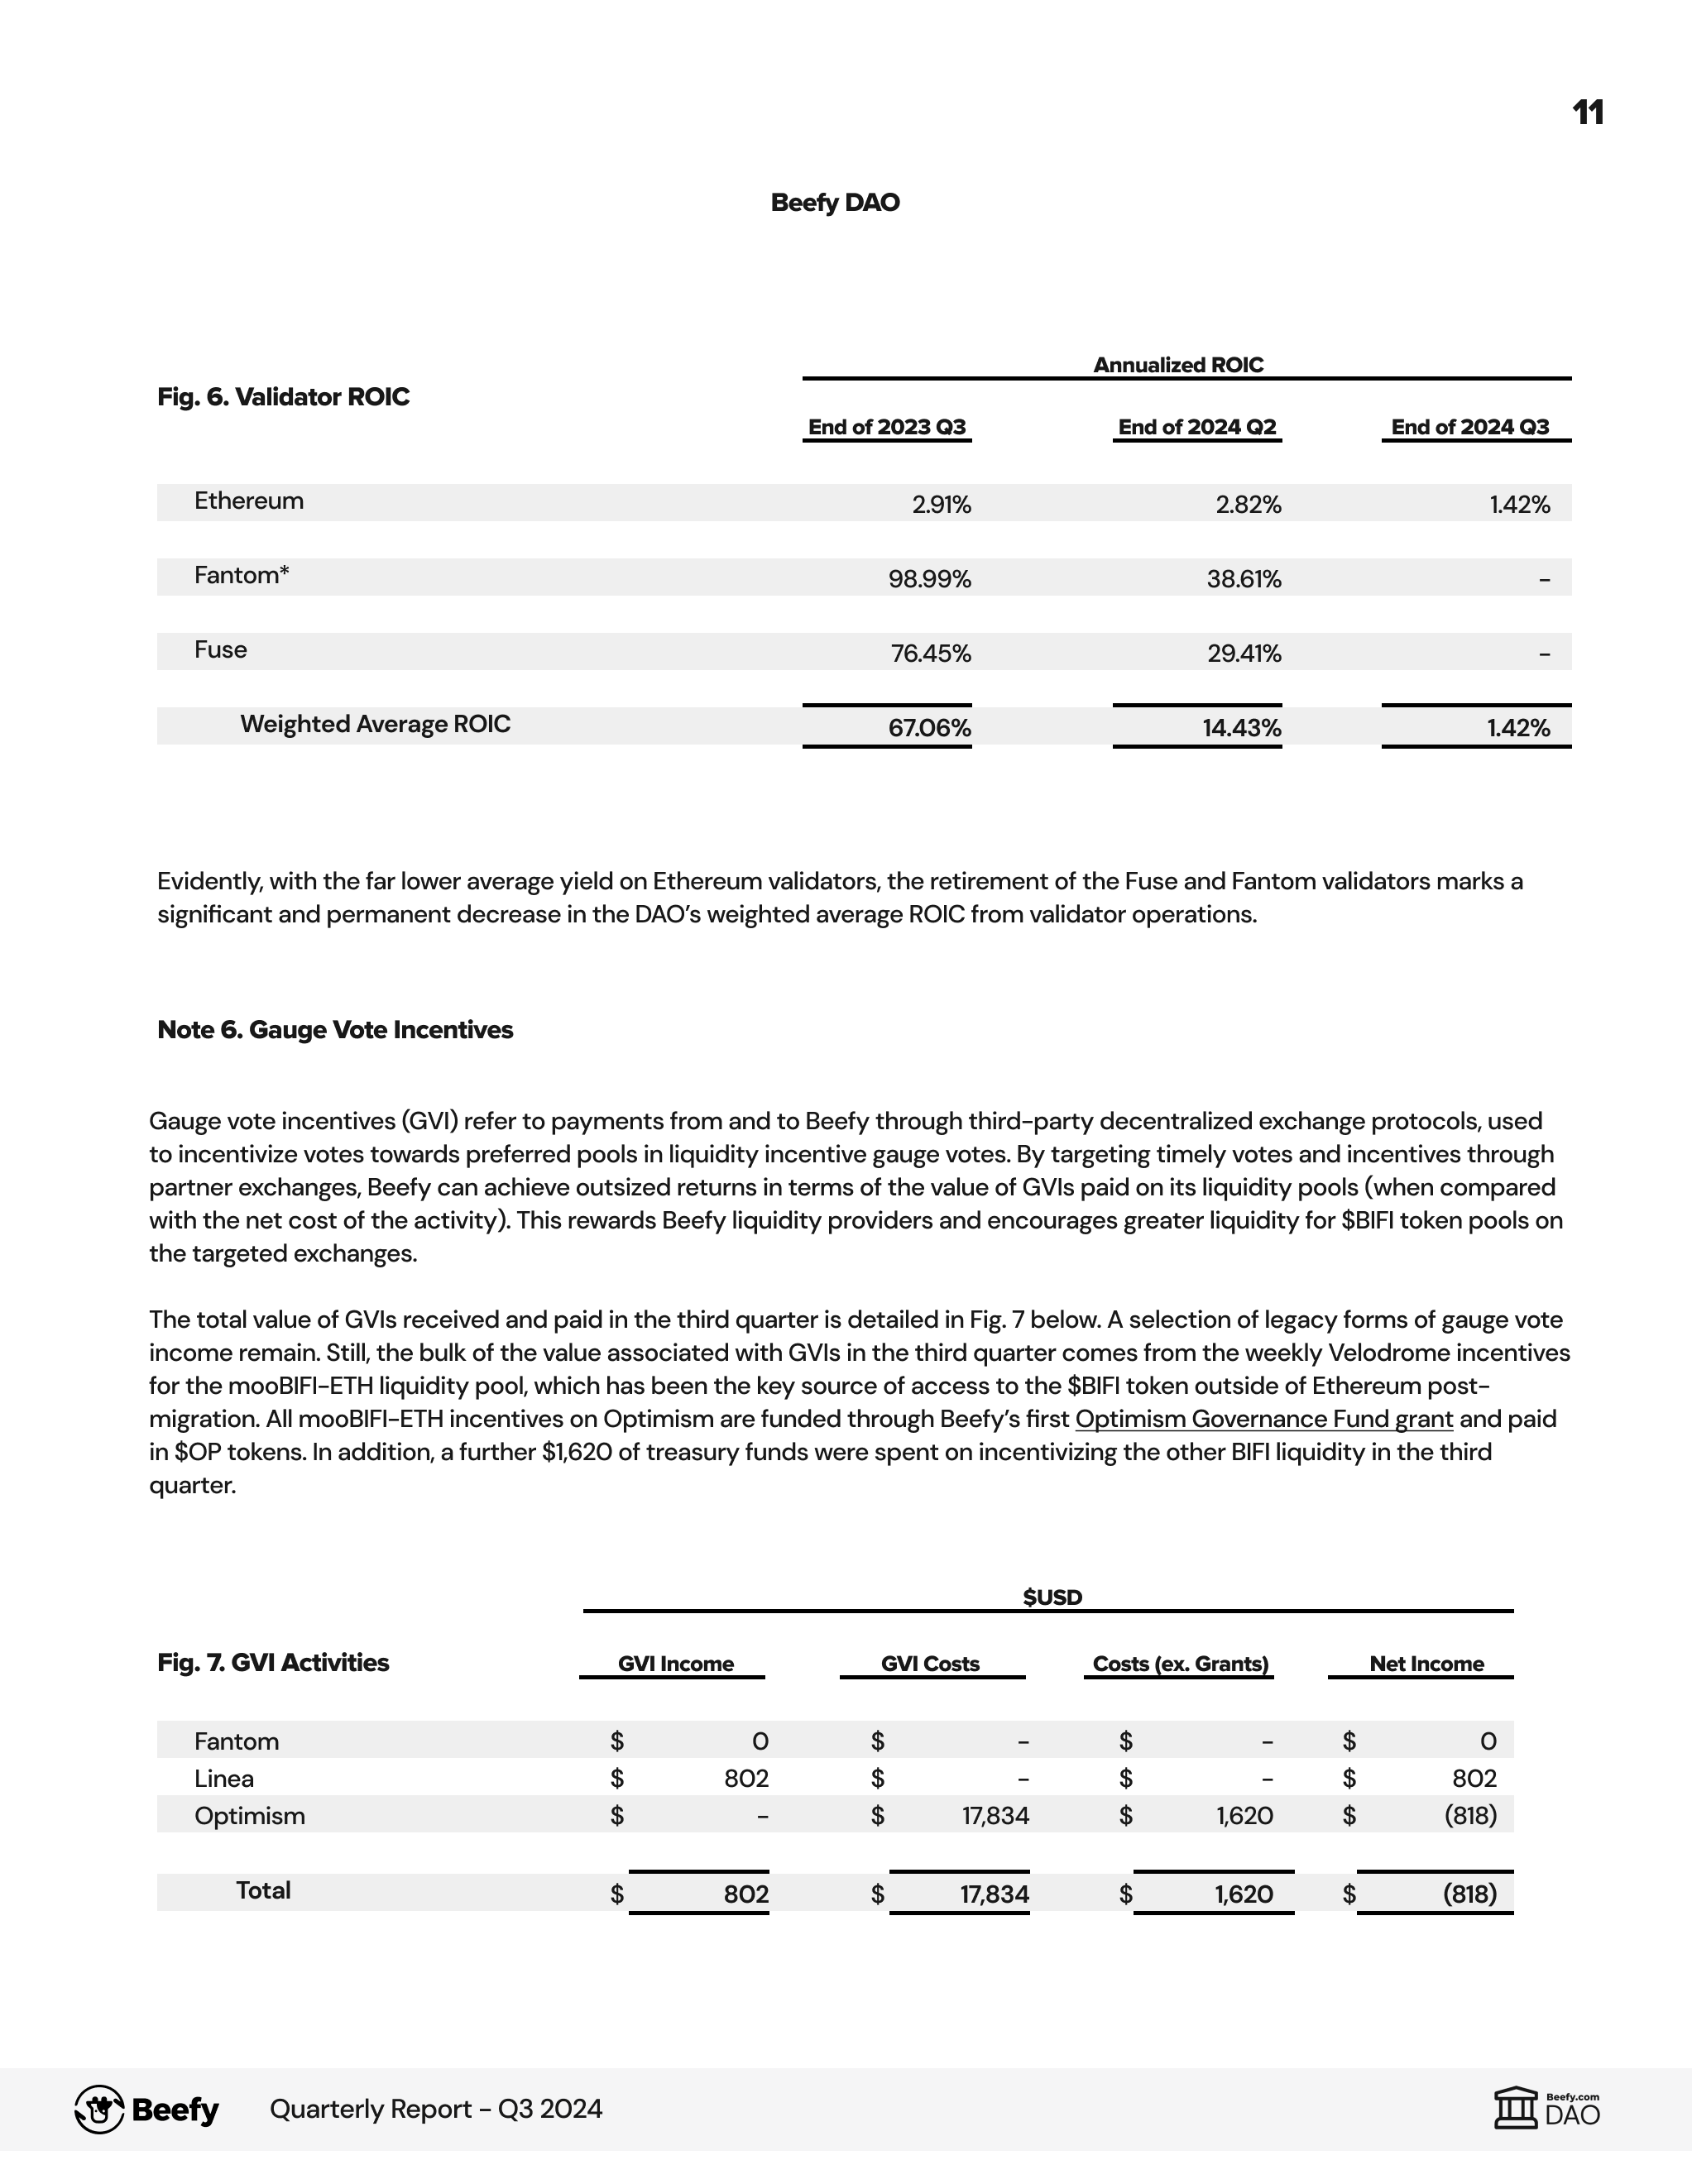 11
Beefy DAO
Annualized ROIC
Fig. 6. Validator ROIC
End of 2023 Q3 End of 2024 Q2 End of 2024 Q3
Ethereum 2.91% 2.82% 1.42%
Fantom* 98.99% 38.61% –
Fuse 76.45% 29.41% –
Weighted Average ROIC 67.06% 14.43% 1.42%
Evidently, with the far lower average yield on Ethereum validators, the retirement of the Fuse and Fantom validators marks a
significant and permanent decrease in the DAO's weighted average ROIC from validator operations.
Note 6. Gauge Vote Incentives
Gauge vote incentives (GVI) refer to payments from and to Beefy through third-party decentralized exchange protocols, used
to incentivize votes towards preferred pools in liquidity incentive gauge votes. By targeting timely votes and incentives through
partner exchanges, Beefy can achieve outsized returns in terms of the value of GVIs paid on its liquidity pools (when compared
with the net cost of the activity). This rewards Beefy liquidity providers and encourages greater liquidity for $BIFI token pools on
the targeted exchanges.
The total value of GVIs received and paid in the third quarter is detailed in Fig. 7 below. A selection of legacy forms of gauge vote
income remain. Still, the bulk of the value associated with GVIs in the third quarter comes from the weekly Velodrome incentives
for the mooBIFI-ETH liquidity pool, which has been the key source of access to the $BIFI token outside of Ethereum post-
migration. All mooBIFI-ETH incentives on Optimism are funded through Beefy's first Optimism Governance Fund grant and paid
in $OP tokens. In addition, a further $1,620 of treasury funds were spent on incentivizing the other BIFI liquidity in the third
quarter.
$USD
Fig. 7. GVI Activities GVI Income GVI Costs Costs (ex. Grants) Net Income
Fantom $ 0 $ – $ – $ 0
Linea $ 802 $ – $ – $ 802
Optimism $ – $ 17,834 $ 1,620 $ (818)
Total $ 802 $ 17,834 $ 1,620 $ (818)
Beefy Quarterly Report – Q3 2024 Beefy.com
DAO